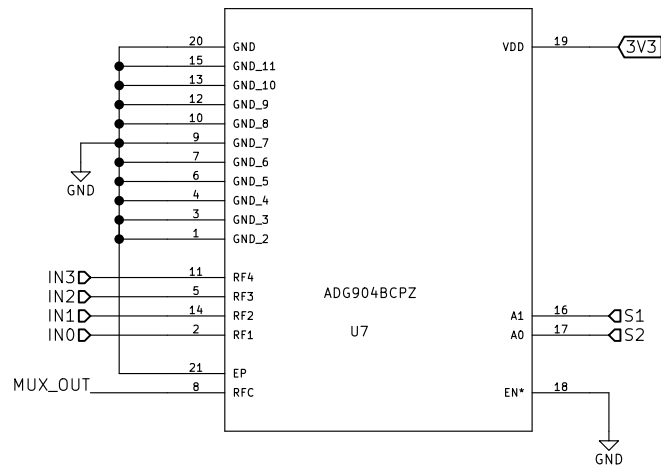 20 GND VDD 19 3V3
15 GND_11
13 GND_10
12 GND_9
10 GND_8
9 GND_7
7 GND_6
GND
6 GND_5
4 GND_4
3 GND_3
1 GND_2
IN3 11 RF4
IN2 5 RF3 ADG904BCPZ
IN1 14 RF2 A1 16 S1
IN0 2 RF1 U7 A0 17 S2
21 EP
MUX_OUT 8 RFC EN* 18
GND